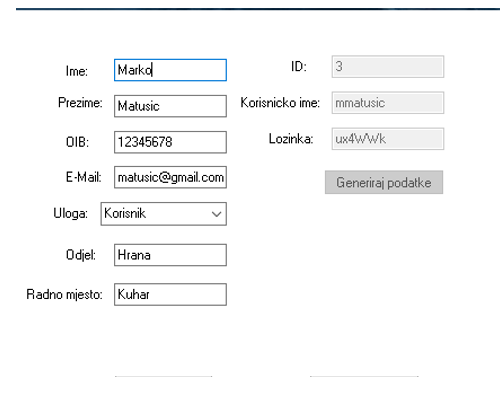 Ime: Marko
Prezime: Matusic
OIB: 12345678
E-Mail: matusic@gmail.com
Uloga: Korisnik
Odjel: Hrana
Radno mjesto: Kuhar
ID: 3
Korisnicko ime: mmatusic
Lozinka: ux4WWk
Generiraj podatke